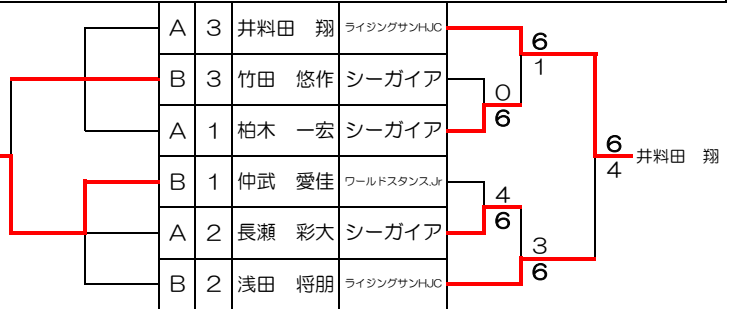 A 3 井料田 翔 ライジングサンHJC
6
1
B 3 竹田 悠作 シーガイア
0
6
A 1 柏木 一宏 シーガイア
6
4 井料田 翔
B 1 仲武 愛佳 ワールドスタンス.Jr
4
6
A 2 長瀬 彩大 シーガイア
3
6
B 2 浅田 将朋 ライジングサンHJC